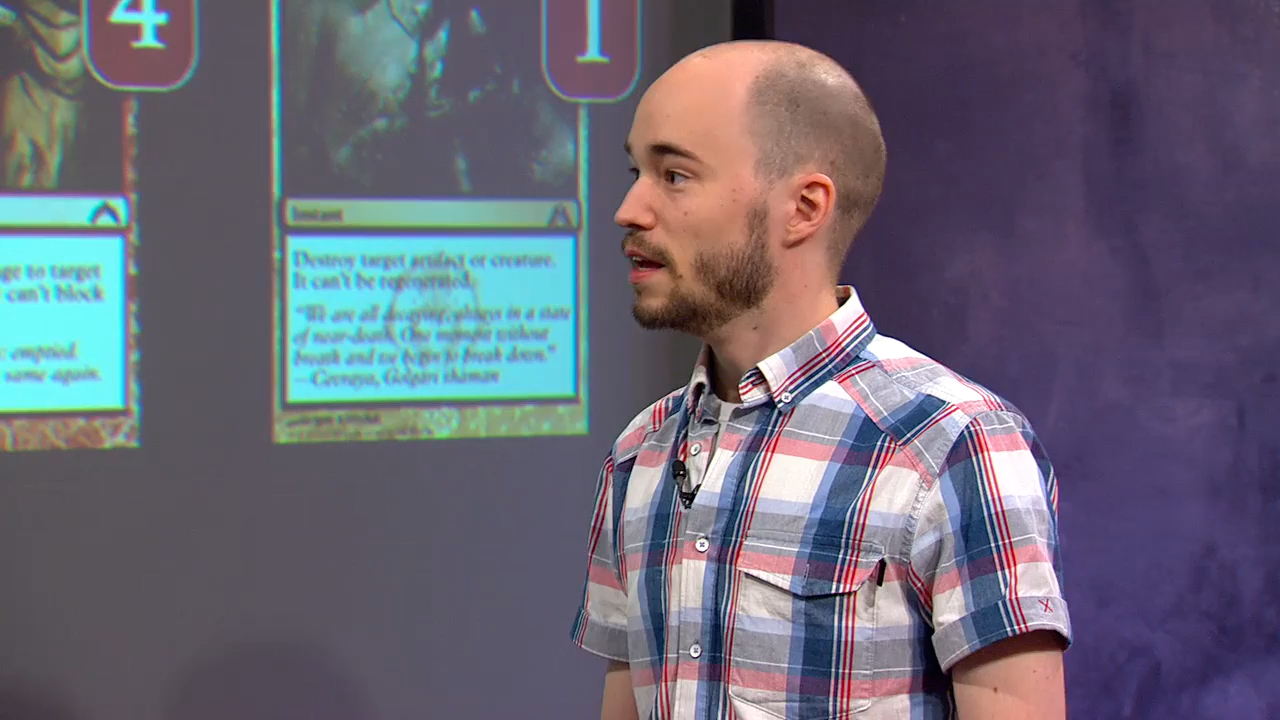 4
1
ge to target
can't block
emptied.
same again.
Instant
Destroy target artifact or creature.
It can't be regenerated.
"We are all decaying, always in a state
of near-death. One moment without
breath and we begin to break down."
—Cevraya, Golgari shaman